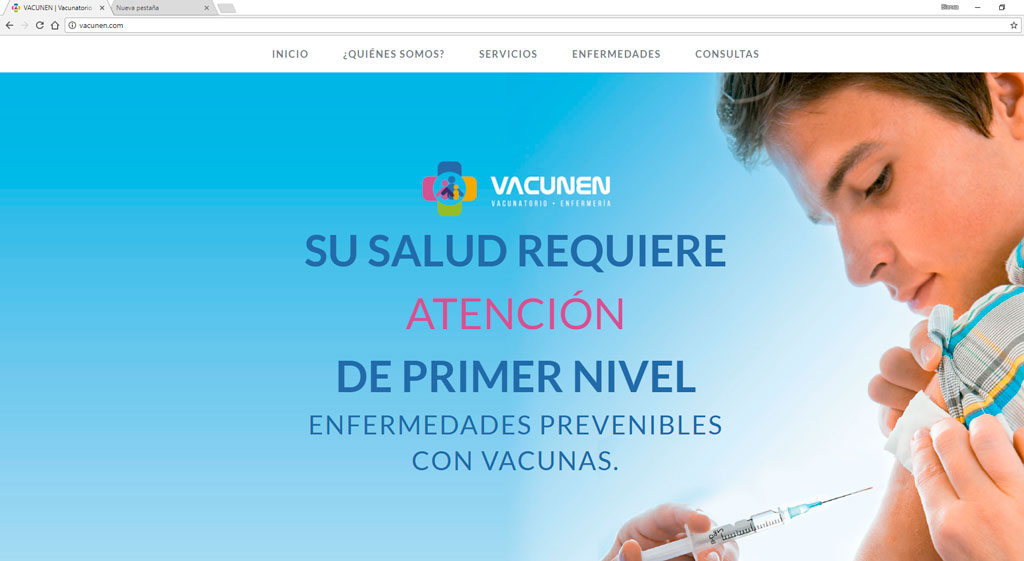 VACUNEN | Vacunatorio
Nueva pestaña
vacunen.com
INICIO
¿QUIÉNES SOMOS?
SERVICIOS
ENFERMEDADES
CONSULTAS
VACUNEN
VACUNATORIO • ENFERMERÍA
SU SALUD REQUIERE
ATENCIÓN
DE PRIMER NIVEL
ENFERMEDADES PREVENIBLES
CON VACUNAS.